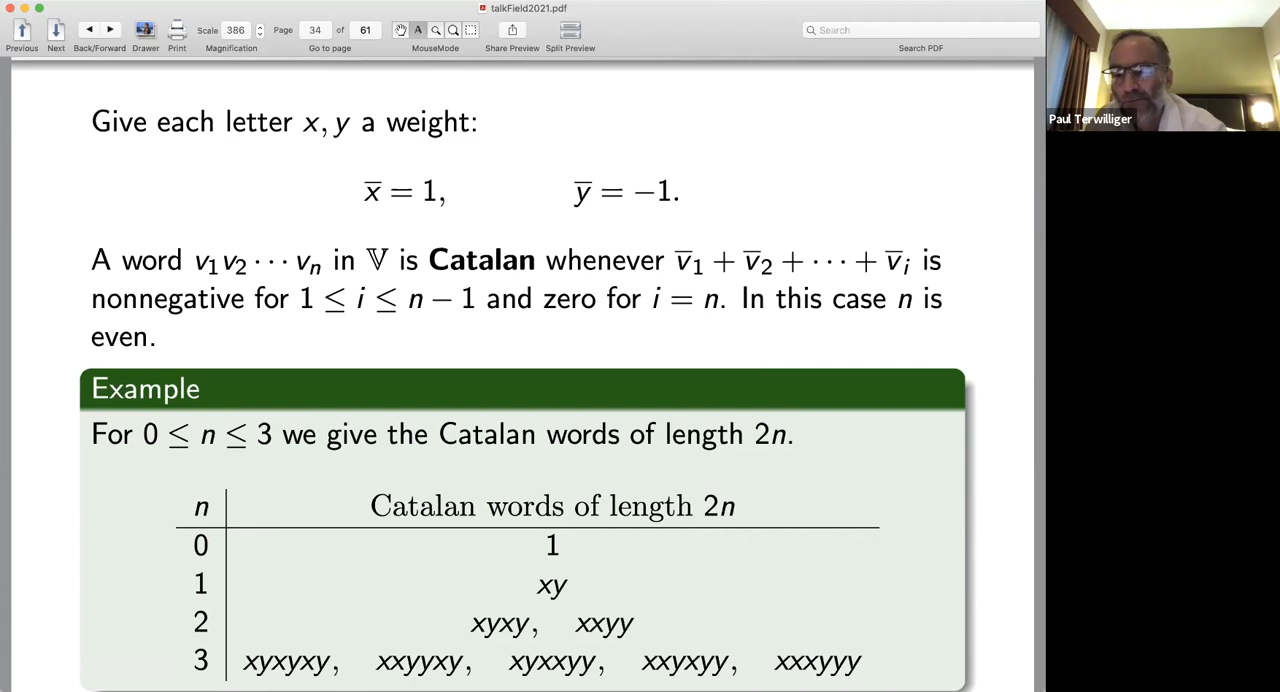 talkField2021.pdf
Previous Next Back/Forward Drawer Print Scale 386 Magnification Page 34 of 61 Go to page A MouseMode Share Preview Split Preview Search Search PDF
Paul Terwilliger
Give each letter x, y a weight:
x̅ = 1, y̅ = −1.
A word v₁v₂ ··· vₙ in 𝕍 is Catalan whenever v̅₁ + v̅₂ + ··· + v̅ᵢ is
nonnegative for 1 ≤ i ≤ n − 1 and zero for i = n. In this case n is
even.
Example
For 0 ≤ n ≤ 3 we give the Catalan words of length 2n.
n Catalan words of length 2n
0 1
1 xy
2 xyxy, xxyy
3 xyxyxy, xxyyxy, xyxxyy, xxyxyy, xxxyyy